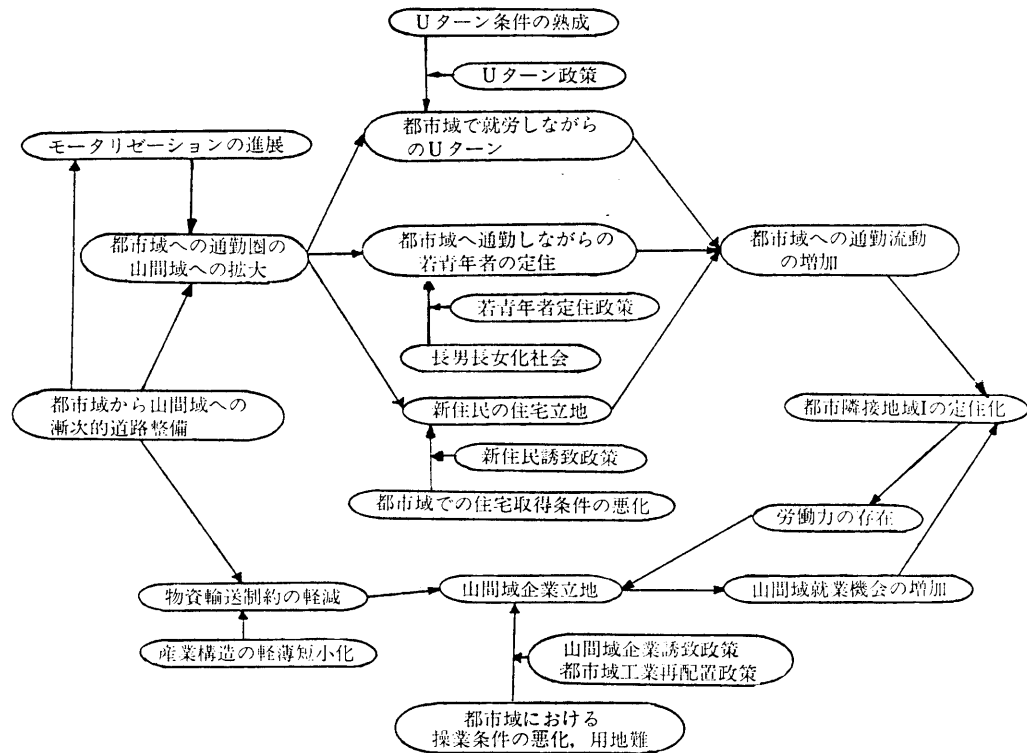 Uターン条件の熟成
Uターン政策
都市域で就労しながら
のUターン
モータリゼーションの進展
都市域への通勤圏の
山間域への拡大
都市域へ通勤しながらの
若青年者の定住
都市域への通勤流動
の増加
若青年者定住政策
長男長女化社会
都市域から山間域への
漸次的道路整備
新住民の住宅立地
都市隣接地域Iの定住化
新住民誘致政策
都市域での住宅取得条件の悪化
労働力の存在
物資輸送制約の軽減
山間域企業立地
山間域就業機会の増加
産業構造の軽薄短小化
山間域企業誘致政策
都市域工業再配置政策
都市域における
操業条件の悪化，用地難